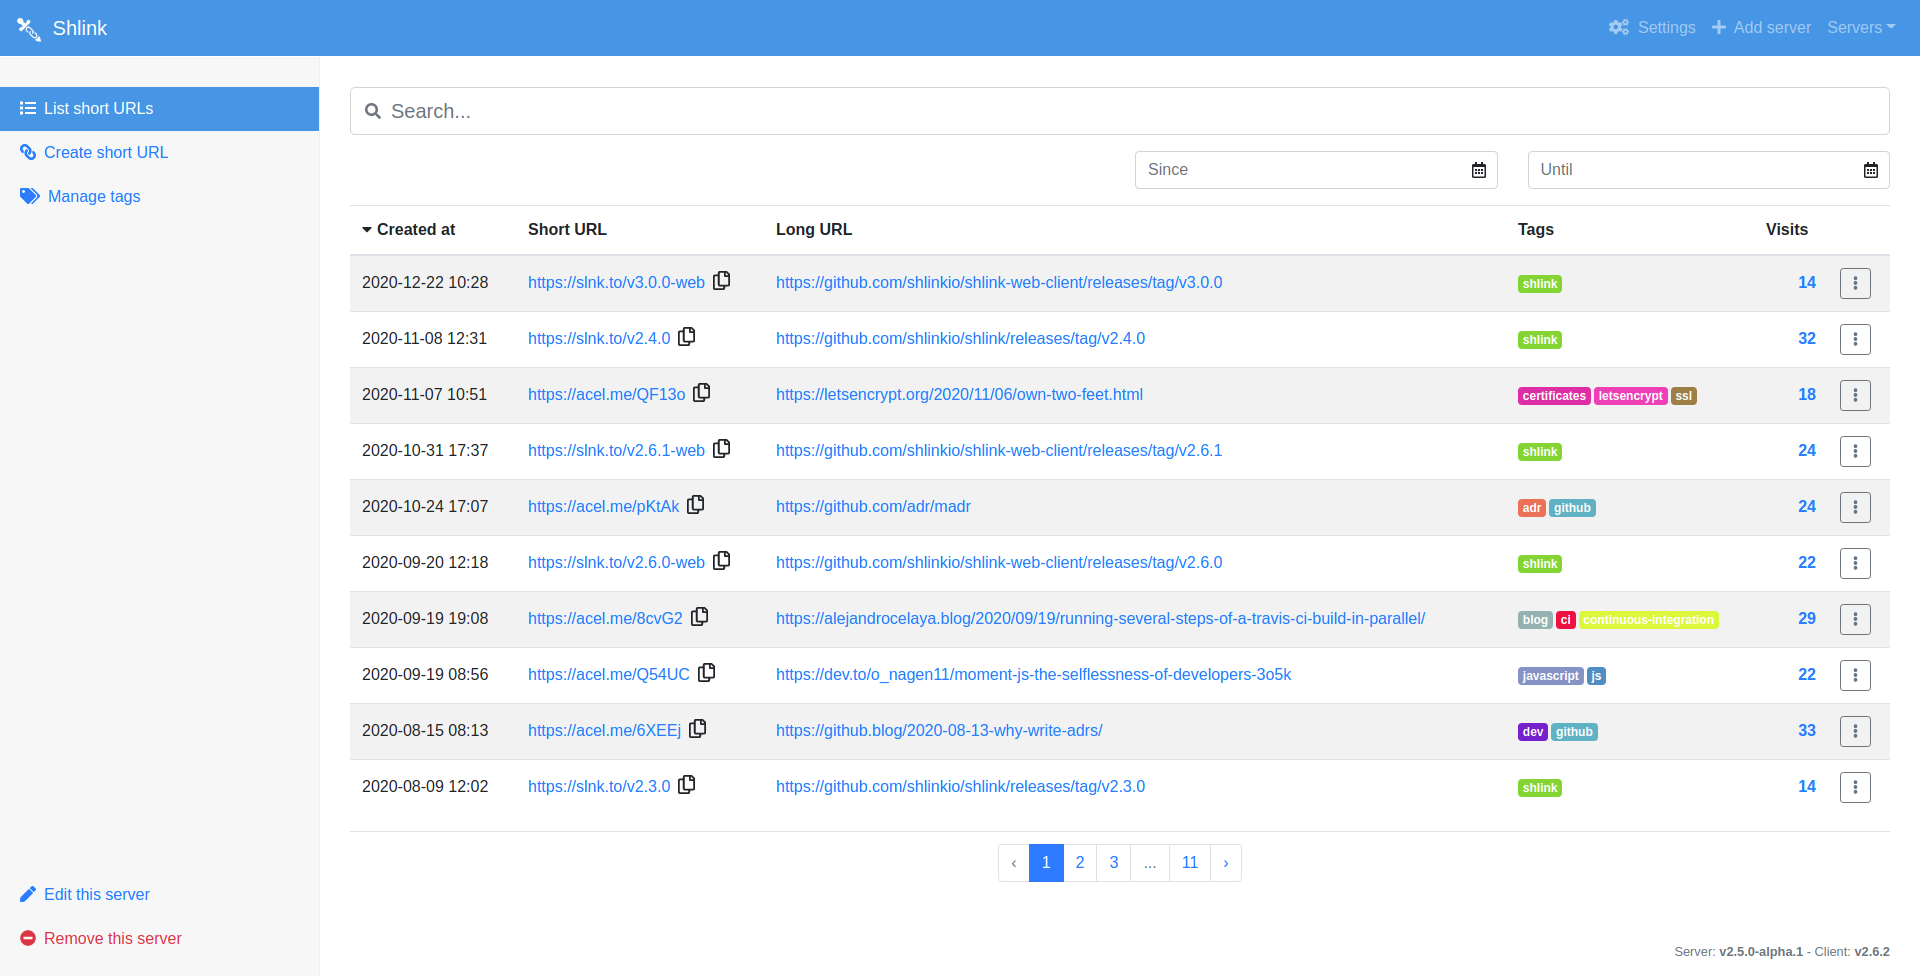 Shlink
Settings Add server Servers
List short URLs
Create short URL
Manage tags
Edit this server
Remove this server
Search...
Since Until
Created at Short URL Long URL Tags Visits
2020-12-22 10:28 https://slnk.to/v3.0.0-web https://github.com/shlinkio/shlink-web-client/releases/tag/v3.0.0 shlink 14
2020-11-08 12:31 https://slnk.to/v2.4.0 https://github.com/shlinkio/shlink/releases/tag/v2.4.0 shlink 32
2020-11-07 10:51 https://acel.me/QF13o https://letsencrypt.org/2020/11/06/own-two-feet.html certificates letsencrypt ssl 18
2020-10-31 17:37 https://slnk.to/v2.6.1-web https://github.com/shlinkio/shlink-web-client/releases/tag/v2.6.1 shlink 24
2020-10-24 17:07 https://acel.me/pKtAk https://github.com/adr/madr adr github 24
2020-09-20 12:18 https://slnk.to/v2.6.0-web https://github.com/shlinkio/shlink-web-client/releases/tag/v2.6.0 shlink 22
2020-09-19 19:08 https://acel.me/8cvG2 https://alejandrocelaya.blog/2020/09/19/running-several-steps-of-a-travis-ci-build-in-parallel/ blog ci continuous-integration 29
2020-09-19 08:56 https://acel.me/Q54UC https://dev.to/o_nagen11/moment-js-the-selflessness-of-developers-3o5k javascript js 22
2020-08-15 08:13 https://acel.me/6XEEj https://github.blog/2020-08-13-why-write-adrs/ dev github 33
2020-08-09 12:02 https://slnk.to/v2.3.0 https://github.com/shlinkio/shlink/releases/tag/v2.3.0 shlink 14
‹ 1 2 3 ... 11 ›
Server: v2.5.0-alpha.1 - Client: v2.6.2